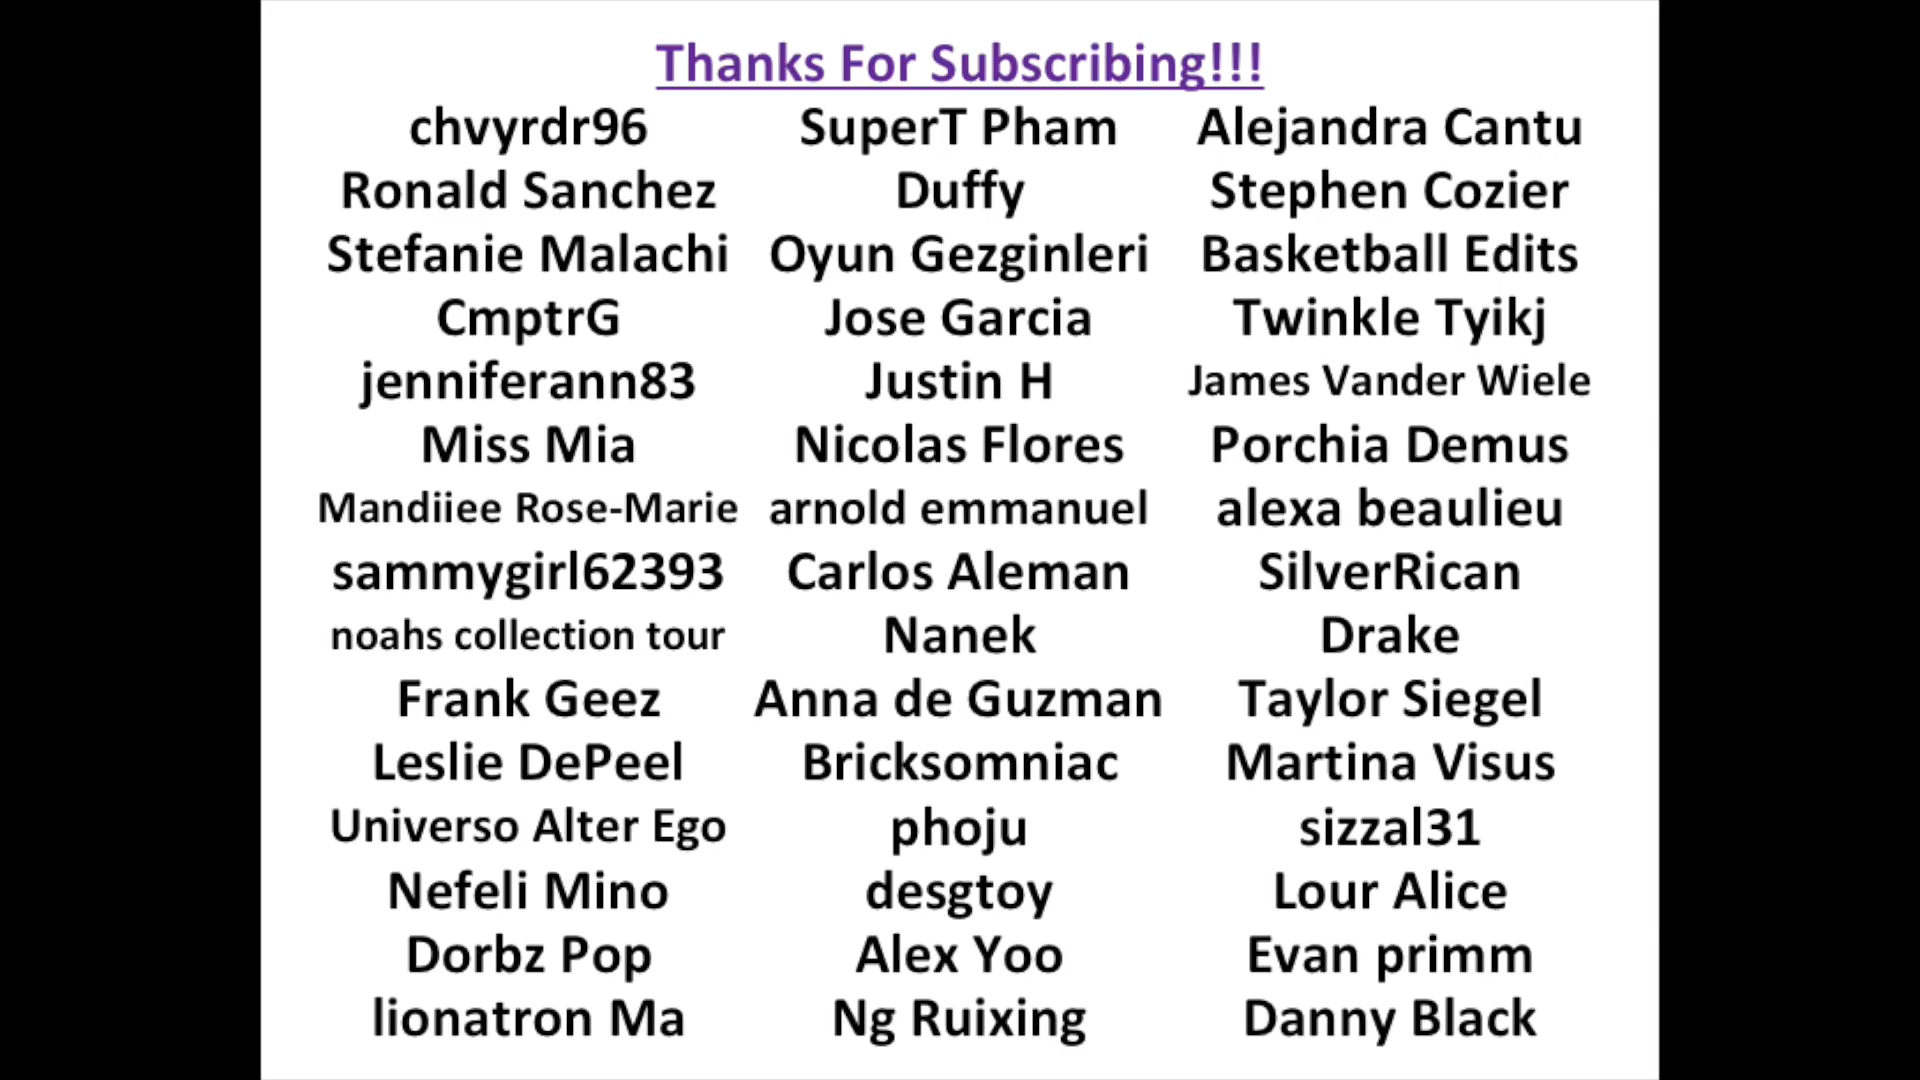 Thanks For Subscribing!!!
chvyrdr96 SuperT Pham Alejandra Cantu
Ronald Sanchez Duffy Stephen Cozier
Stefanie Malachi Oyun Gezginleri Basketball Edits
CmptrG Jose Garcia Twinkle Tyikj
jenniferann83 Justin H James Vander Wiele
Miss Mia Nicolas Flores Porchia Demus
Mandiiee Rose-Marie arnold emmanuel alexa beaulieu
sammygirl62393 Carlos Aleman SilverRican
noahs collection tour Nanek Drake
Frank Geez Anna de Guzman Taylor Siegel
Leslie DePeel Bricksomniac Martina Visus
Universo Alter Ego phoju sizzal31
Nefeli Mino desgtoy Lour Alice
Dorbz Pop Alex Yoo Evan primm
lionatron Ma Ng Ruixing Danny Black